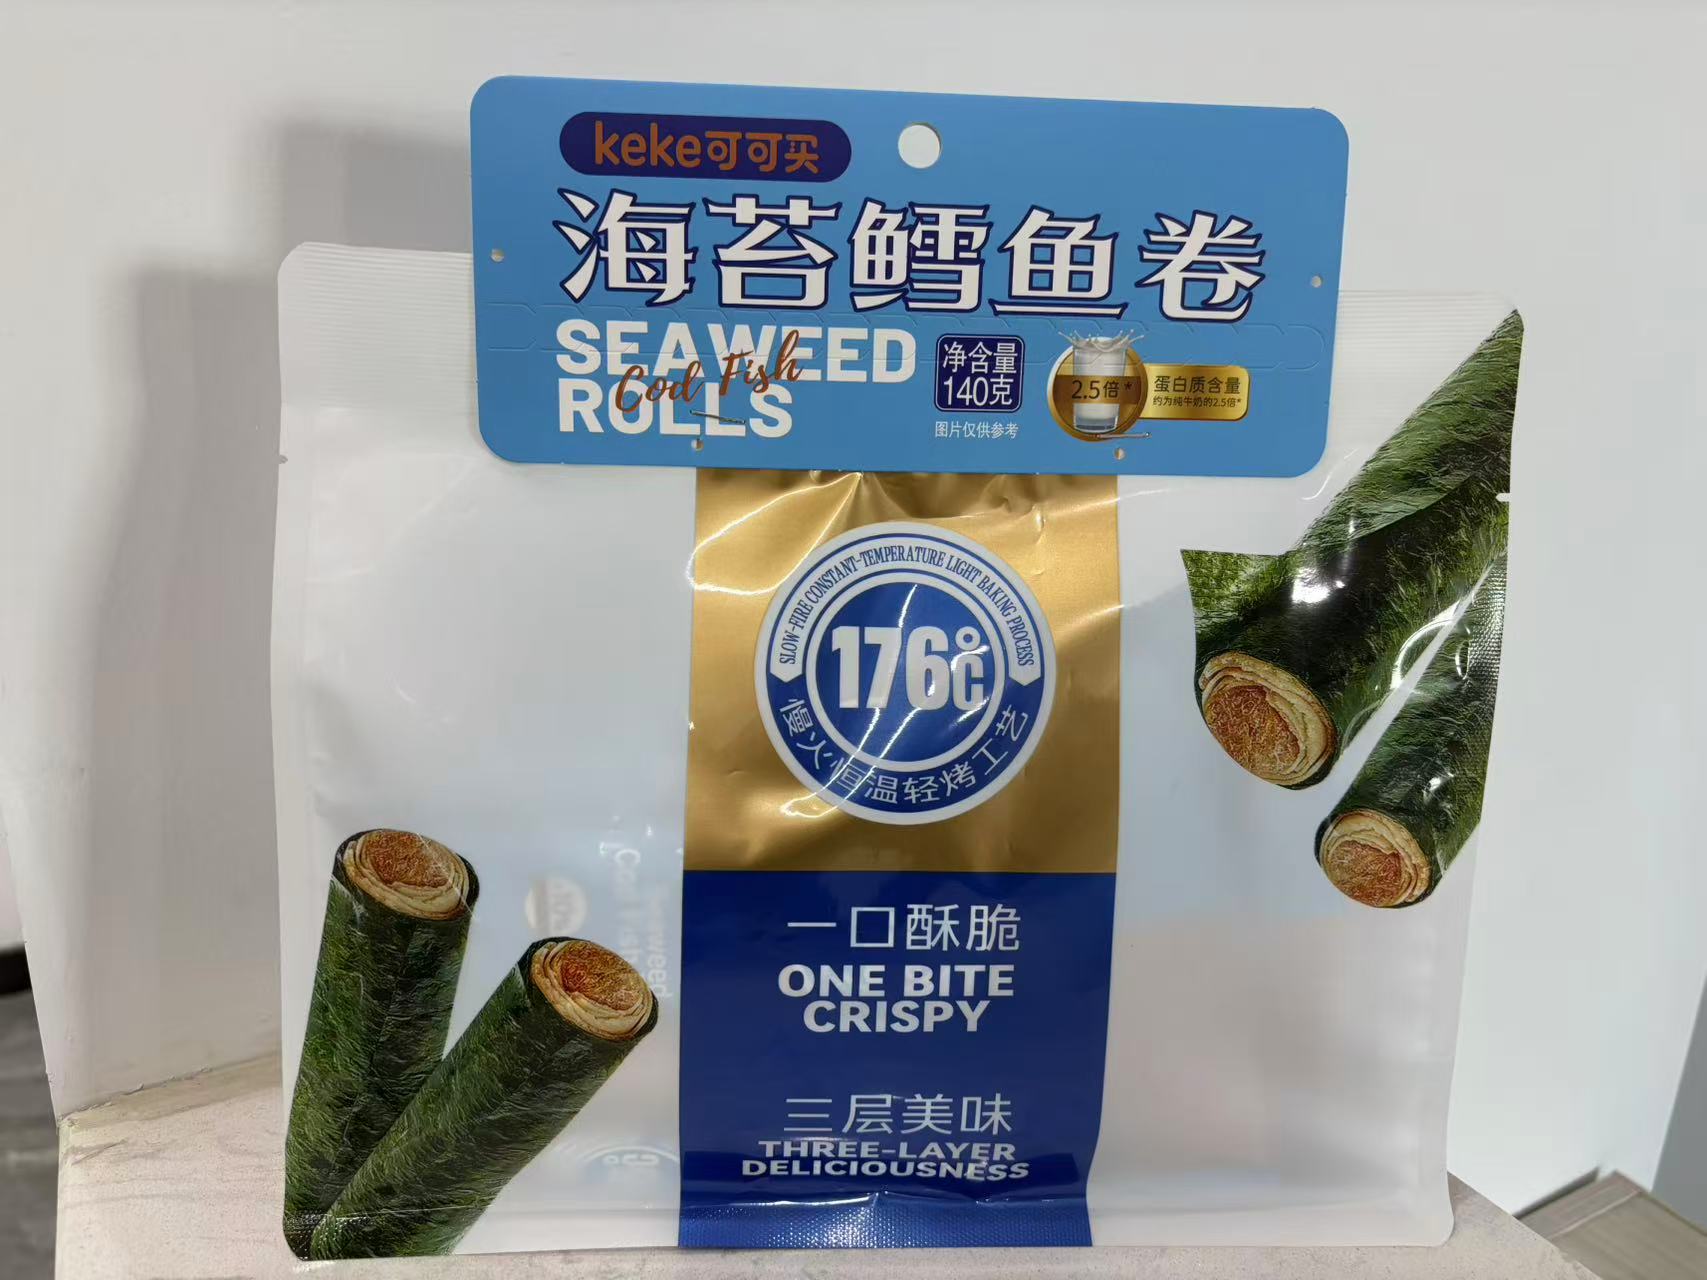 keke可可买
海苔鳕鱼卷
SEAWEED
Cod Fish
ROLLS
净含量
140克
图片仅供参考
2.5倍*
蛋白质含量
约为纯牛奶的2.5倍*
SLOW-FIRE CONSTANT-TEMPERATURE LIGHT BAKING PROCESS
176℃
慢火恒温轻烤工艺
一口酥脆
ONE BITE
CRISPY
三层美味
THREE-LAYER
DELICIOUSNESS